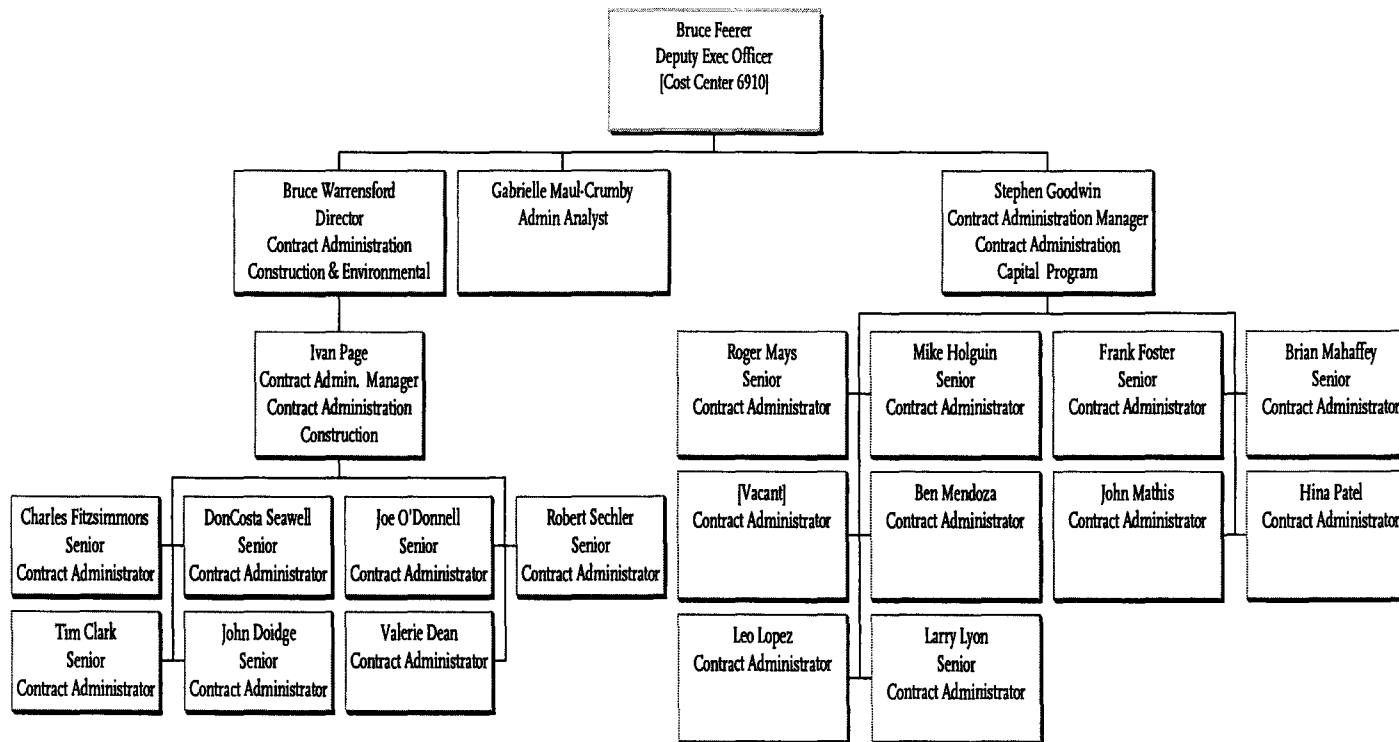 Bruce Feerer
Deputy Exec Officer
[Cost Center 6910]
Bruce Warrensford
Director
Contract Administration
Construction & Environmental
Gabrielle Maul-Crumby
Admin Analyst
Stephen Goodwin
Contract Administration Manager
Contract Administration
Capital Program
Ivan Page
Contract Admin. Manager
Contract Administration
Construction
Roger Mays
Senior
Contract Administrator
Mike Holguin
Senior
Contract Administrator
Frank Foster
Senior
Contract Administrator
Brian Mahaffey
Senior
Contract Administrator
[Vacant]
Contract Administrator
Ben Mendoza
Contract Administrator
John Mathis
Contract Administrator
Hina Patel
Contract Administrator
Charles Fitzsimmons
Senior
Contract Administrator
DonCosta Seawell
Senior
Contract Administrator
Joe O'Donnell
Senior
Contract Administrator
Robert Sechler
Senior
Contract Administrator
Tim Clark
Senior
Contract Administrator
John Doidge
Senior
Contract Administrator
Valerie Dean
Contract Administrator
Leo Lopez
Contract Administrator
Larry Lyon
Senior
Contract Administrator